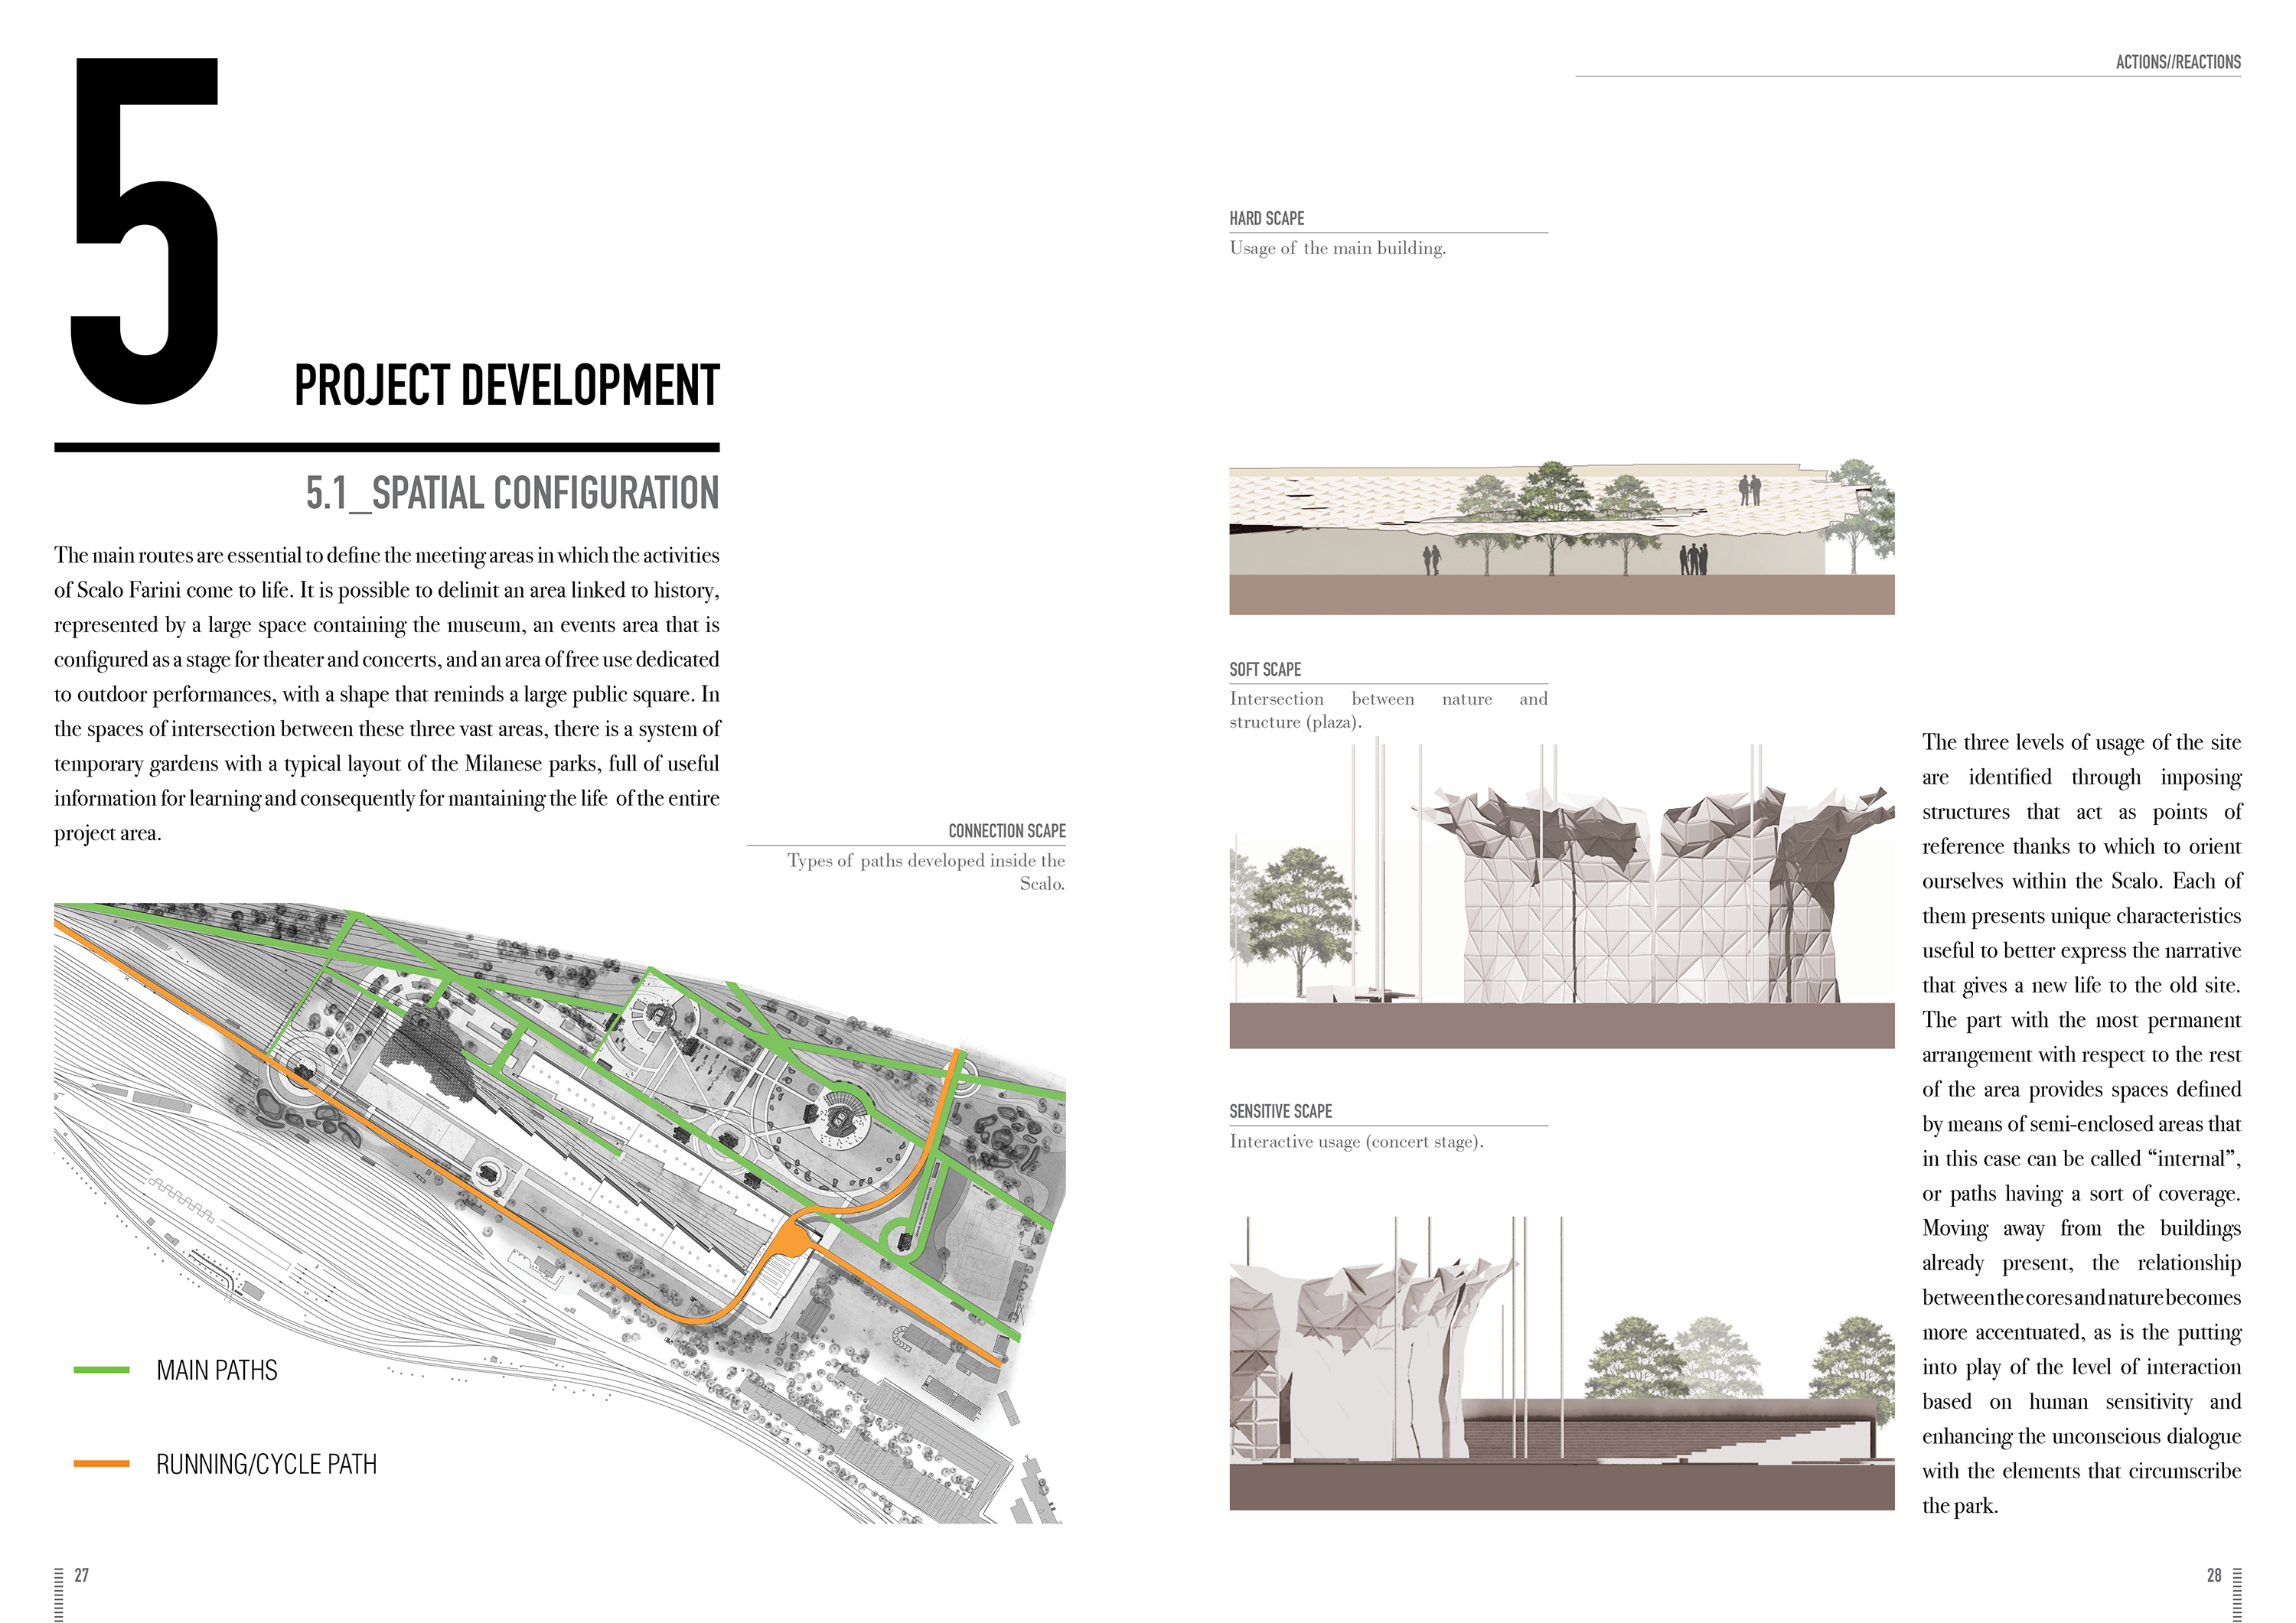 5
PROJECT DEVELOPMENT
5.1_SPATIAL CONFIGURATION
The main routes are essential to define the meeting areas in which the activities
of Scalo Farini come to life. It is possible to delimit an area linked to history,
represented by a large space containing the museum, an events area that is
configured as a stage for theater and concerts, and an area of free use dedicated
to outdoor performances, with a shape that reminds a large public square. In
the spaces of intersection between these three vast areas, there is a system of
temporary gardens with a typical layout of the Milanese parks, full of useful
information for learning and consequently for mantaining the life of the entire
project area.
CONNECTION SCAPE
Types of paths developed inside the
Scalo.
MAIN PATHS
RUNNING/CYCLE PATH
27
ACTIONS//REACTIONS
HARD SCAPE
Usage of the main building.
SOFT SCAPE
Intersection between nature and
structure (plaza).
SENSITIVE SCAPE
Interactive usage (concert stage).
The three levels of usage of the site
are identified through imposing
structures that act as points of
reference thanks to which to orient
ourselves within the Scalo. Each of
them presents unique characteristics
useful to better express the narrative
that gives a new life to the old site.
The part with the most permanent
arrangement with respect to the rest
of the area provides spaces defined
by means of semi-enclosed areas that
in this case can be called “internal”,
or paths having a sort of coverage.
Moving away from the buildings
already present, the relationship
between the cores and nature becomes
more accentuated, as is the putting
into play of the level of interaction
based on human sensitivity and
enhancing the unconscious dialogue
with the elements that circumscribe
the park.
28